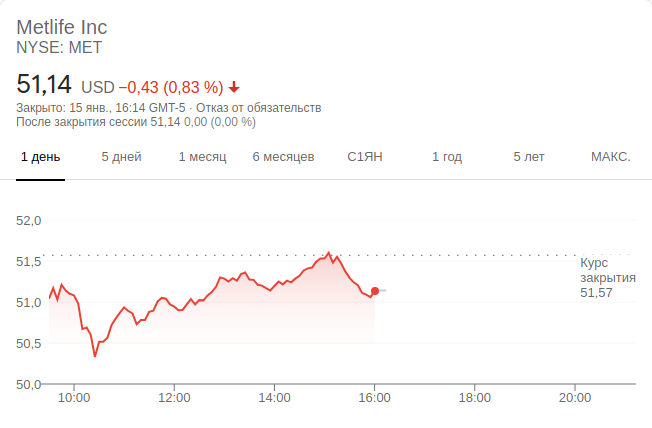 Metlife Inc
NYSE: MET
51,14 USD −0,43 (0,83 %)
Закрыто: 15 янв., 16:14 GMT-5 · Отказ от обязательств
После закрытия сессии 51,14 0,00 (0,00 %)
1 день 5 дней 1 месяц 6 месяцев С1ЯН 1 год 5 лет МАКС.
52,0
51,5
51,0
50,5
50,0
Курс
закрытия
51,57
10:00 12:00 14:00 16:00 18:00 20:00